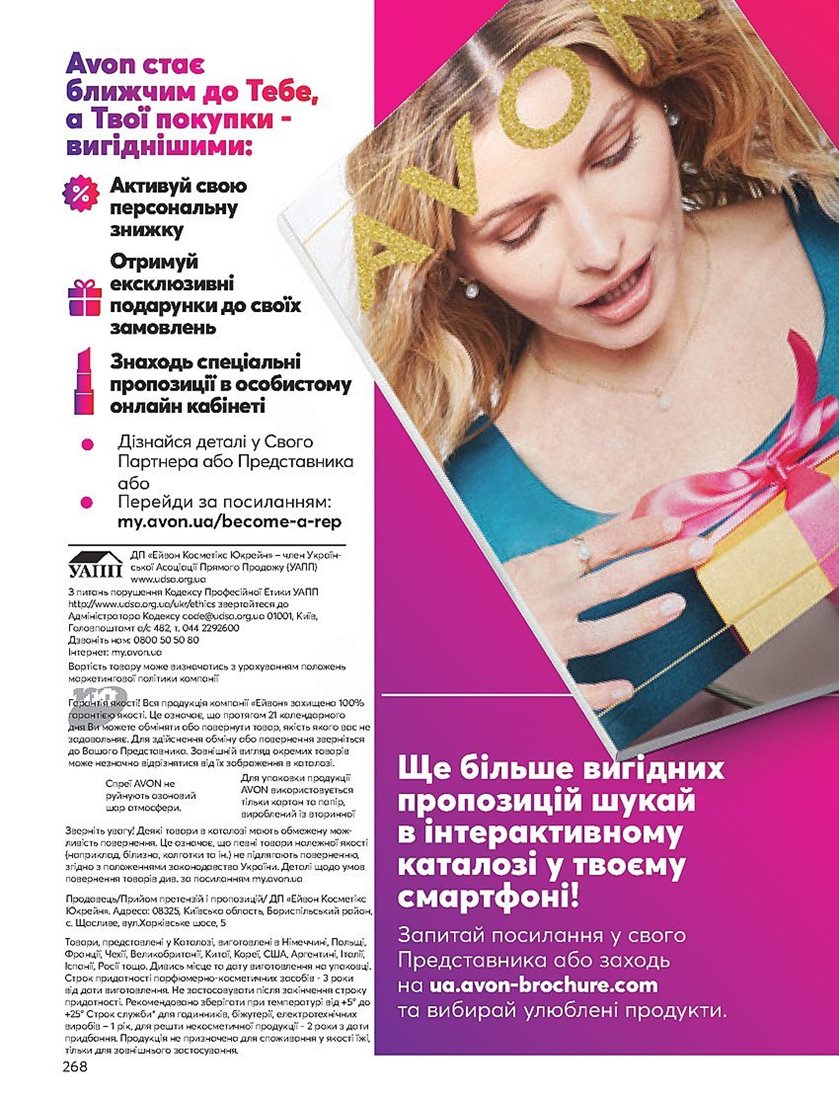 Avon стає
ближчим до Тебе,
а Твої покупки -
вигіднішими:
%
Активуй свою
персональну
знижку
Отримуй
ексклюзивні
подарунки до своїх
замовлень
Знаходь спеціальні
пропозиції в особистому
онлайн кабінеті
Дізнайся деталі у Свого
Партнера або Представника
або
Перейди за посиланням:
my.avon.ua/become-a-rep
УАПП
ДП «Ейвон Косметікс Юкрейн» – член Україн-
ської Асоціації Прямого Продажу (УАПП)
www.udsa.org.ua
З питань порушення Кодексу Професійної Етики УАПП
http://www.udsa.org.ua/ukr/ethics звертайтеся до
Адміністратора Кодексу code@udsa.org.ua 01001, Київ,
Головпоштамт а/с 482, т. 044 2292600
Дзвоніть нам: 0800 50 50 80
Інтернет: my.avon.ua
Вартість товару може визначатись з урахуванням положень
маркетингової політики компанії
Гарантія якості! Вся продукція компанії «Ейвон» захищена 100%
гарантією якості. Це означає, що протягом 21 календарного
дня Ви можете обміняти або повернути товар, якість якого вас не
задовольняє. Для здійснення обміну або повернення зверніться
до Вашого Представника. Зовнішній вигляд окремих товарів
може незначно відрізнятися від їх зображення в каталозі.
Спреї AVON не
руйнують озоновий
шар атмосфери.
Для упаковки продукції
AVON використовується
тільки картон та папір,
вироблений із вторинної
Зверніть увагу! Деякі товари в каталозі мають обмежену мож-
ливість повернення. Це означає, що певні товари належної якості
(наприклад, білизна, колготки та ін.) не підлягають поверненню,
згідно з положеннями законодавства України. Деталі щодо умов
повернення товарів див. за посиланням my.avon.ua
Продавець/Прийом претензій і пропозицій/ ДП «Ейвон Косметікс
Юкрейн». Адреса: 08325, Київська область, Бориспільський район,
с. Щасливе, вул.Харківське шосе, 5
Товари, представлені у Каталозі, виготовлені в Німеччині, Польщі,
Франції, Чехії, Великобританії, Китаї, Кореї, США, Аргентині, Італії,
Іспанії, Росії тощо. Дивись місце та дату виготовлення на упаковці.
Строк придатності парфюмерно-косметичних засобів - 3 роки
від дати виготовлення. Не застосовувати після закінчення строку
придатності. Рекомендовано зберігати при температурі від +5° до
+25° Строк служби* для годинників, біжутерії, електротехнічних
виробів – 1 рік, для решти некосметичної продукції - 2 роки з дати
придбання. Продукція не призначена для споживання у якості їжі,
тільки для зовнішнього застосування.
268
AVON
Ще більше вигідних
пропозицій шукай
в інтерактивному
каталозі у твоєму
смартфоні!
Запитай посилання у свого
Представника або заходь
на ua.avon-brochure.com
та вибирай улюблені продукти.